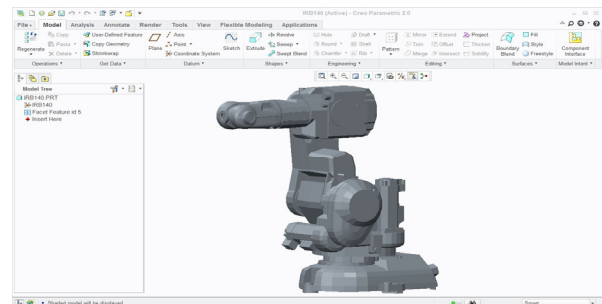 IRB140 (Active) - Creo Parametric 2.0
File Model Analysis Annotate Render Tools View Flexible Modeling Applications
Regenerate
Copy
Paste
Delete
User-Defined Feature
Copy Geometry
Shrinkwrap
Plane
Axis
Point
Coordinate System
Sketch
Extrude
Revolve
Sweep
Swept Blend
Hole
Round
Chamfer
Draft
Shell
Rib
Pattern
Mirror
Trim
Merge
Extend
Offset
Intersect
Project
Thicken
Solidify
Boundary Blend
Fill
Style
Freestyle
Component Interface
Operations Get Data Datum Shapes Engineering Editing Surfaces Model Intent
Model Tree
IRB140.PRT
IRB140
Facet Feature id 5
Insert Here
Shaded model will be displayed
Smart